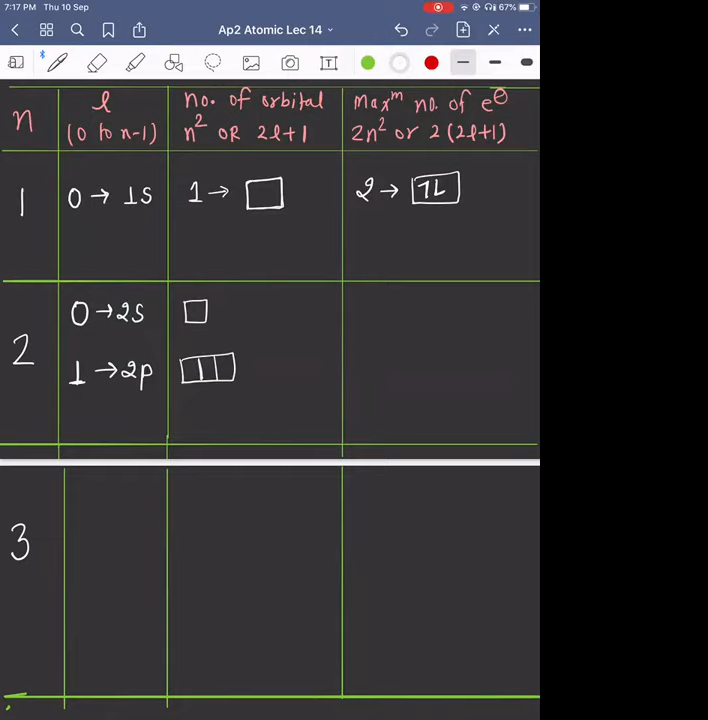 7:17 PM Thu 10 Sep
67%
Ap2 Atomic Lec 14
n
l
(0 to n-1)
no. of orbital
n² OR 2l+1
maxᵐ no. of e⊖
2n² or 2(2l+1)
1
0 → 1S
1 →
2 → 1L
2
0 → 2S
1 → 2p
3